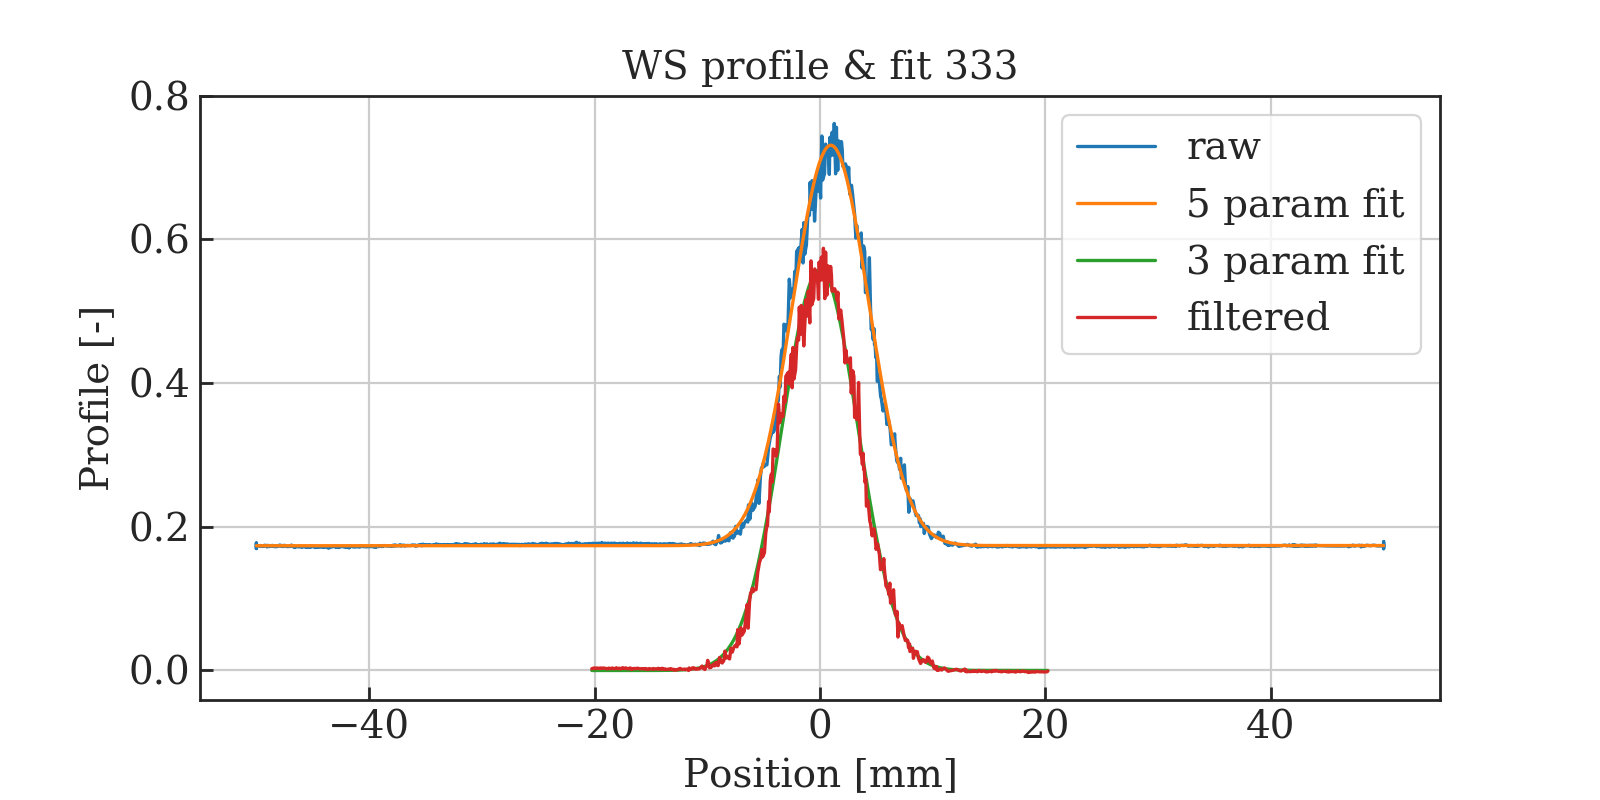 WS profile & fit 333
0.8
0.6
0.4
0.2
0.0
Profile [-]
raw
5 param fit
3 param fit
filtered
−40
−20
0
20
40
Position [mm]